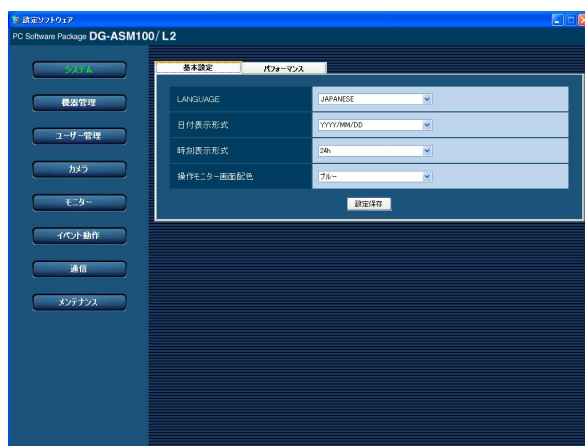 設定ソフトウェア
PC Software Package DG-ASM100/L2
システム
機器管理
ユーザー管理
カメラ
モニター
イベント動作
通信
メンテナンス
基本設定 パフォーマンス
LANGUAGE JAPANESE
日付表示形式 YYYY/MM/DD
時刻表示形式 24h
操作モニター画面配色 ブルー
設定保存